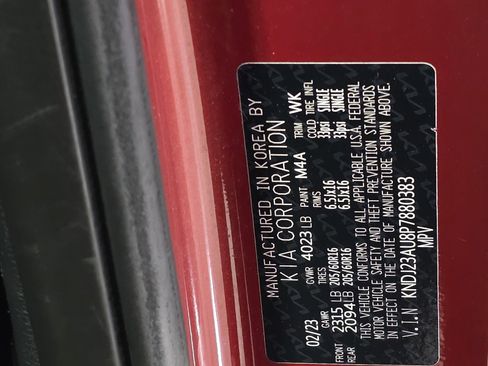 MANUFACTURED IN KOREA BY
KIA CORPORATION
02/23 GVWR 4023 LB PAINT M4A TRIM WK
GAWR TIRES RIMS COLD TIRE INFL
FRONT 2315 LB 205/60R16 6.5Jx16 33psi SINGLE
REAR 2094 LB 205/60R16 6.5Jx16 33psi SINGLE
THIS VEHICLE CONFORMS TO ALL APPLICABLE U.S.A FEDERAL
MOTOR VEHICLE SAFETY AND THEFT PREVENTION STANDARDS
IN EFFECT ON THE DATE OF MANUFACTURE SHOWN ABOVE.
V.I.N KNDJ23AU8P7880383
MPV